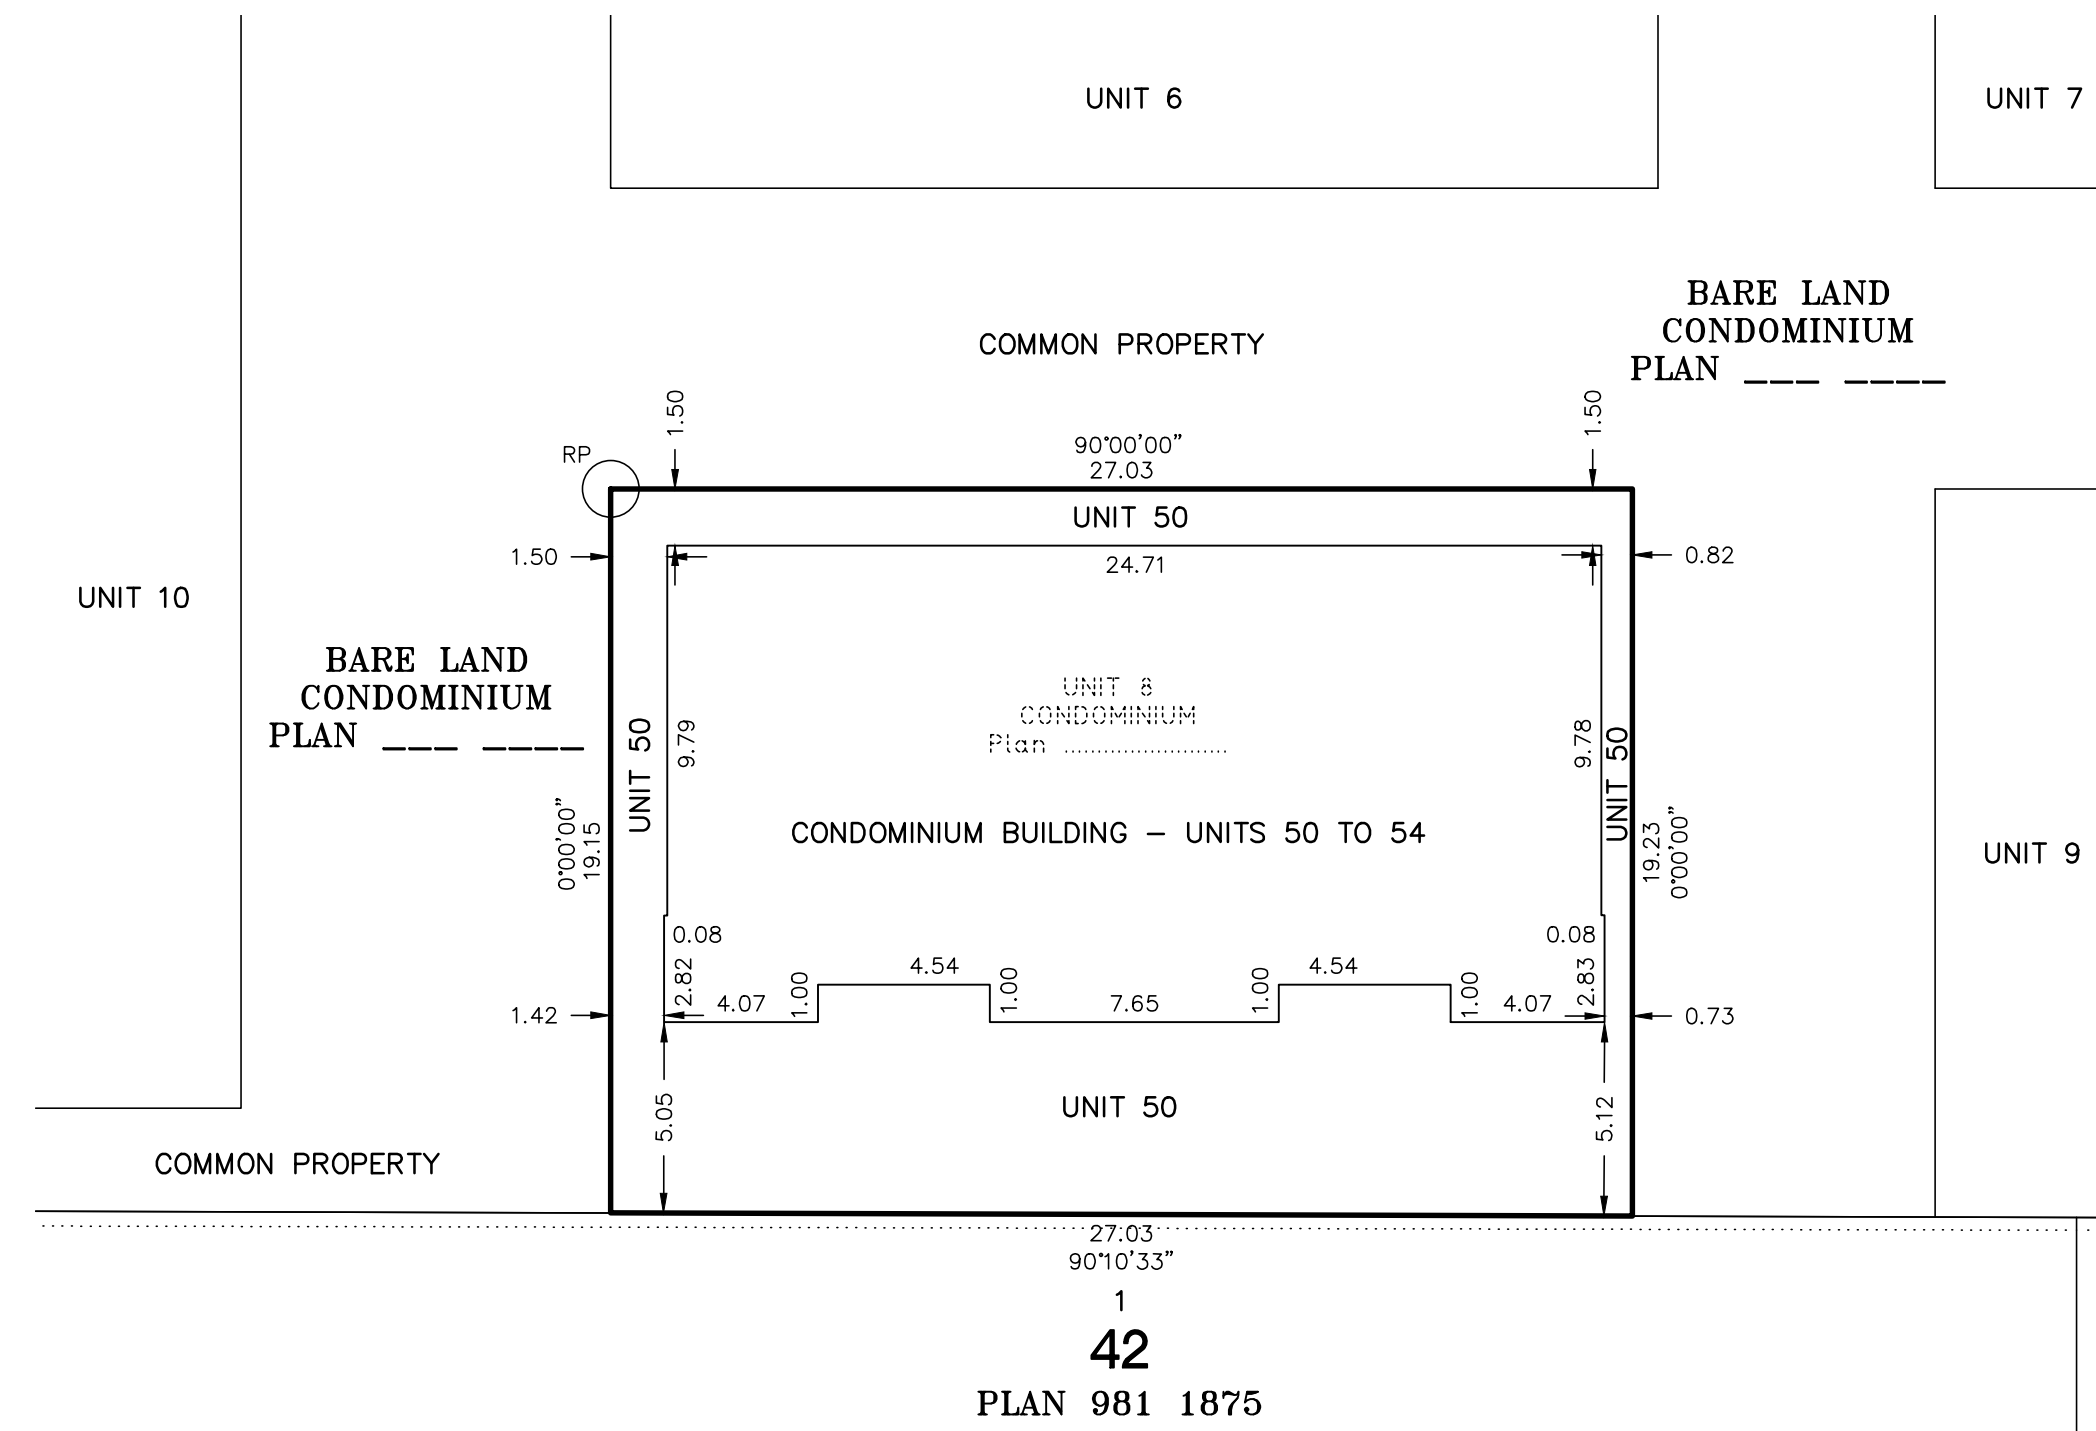 UNIT 6
UNIT 7
BARE LAND
CONDOMINIUM
PLAN ___ ____
COMMON PROPERTY
1.50
1.50
90°00'00"
27.03
RP
UNIT 50
1.50
24.71
0.82
UNIT 10
BARE LAND
CONDOMINIUM
PLAN ___ ____
UNIT 8
CONDOMINIUM
Plan ........................
UNIT 50
9.79
9.78
UNIT 50
CONDOMINIUM BUILDING – UNITS 50 TO 54
0°00'00"
19.15
19.23
0°00'00"
UNIT 9
0.08
0.08
2.82
4.07
1.00
4.54
1.00
7.65
1.00
4.54
1.00
4.07
2.83
1.42
0.73
5.05
UNIT 50
5.12
COMMON PROPERTY
27.03
90°10'33"
1
42
PLAN 981 1875